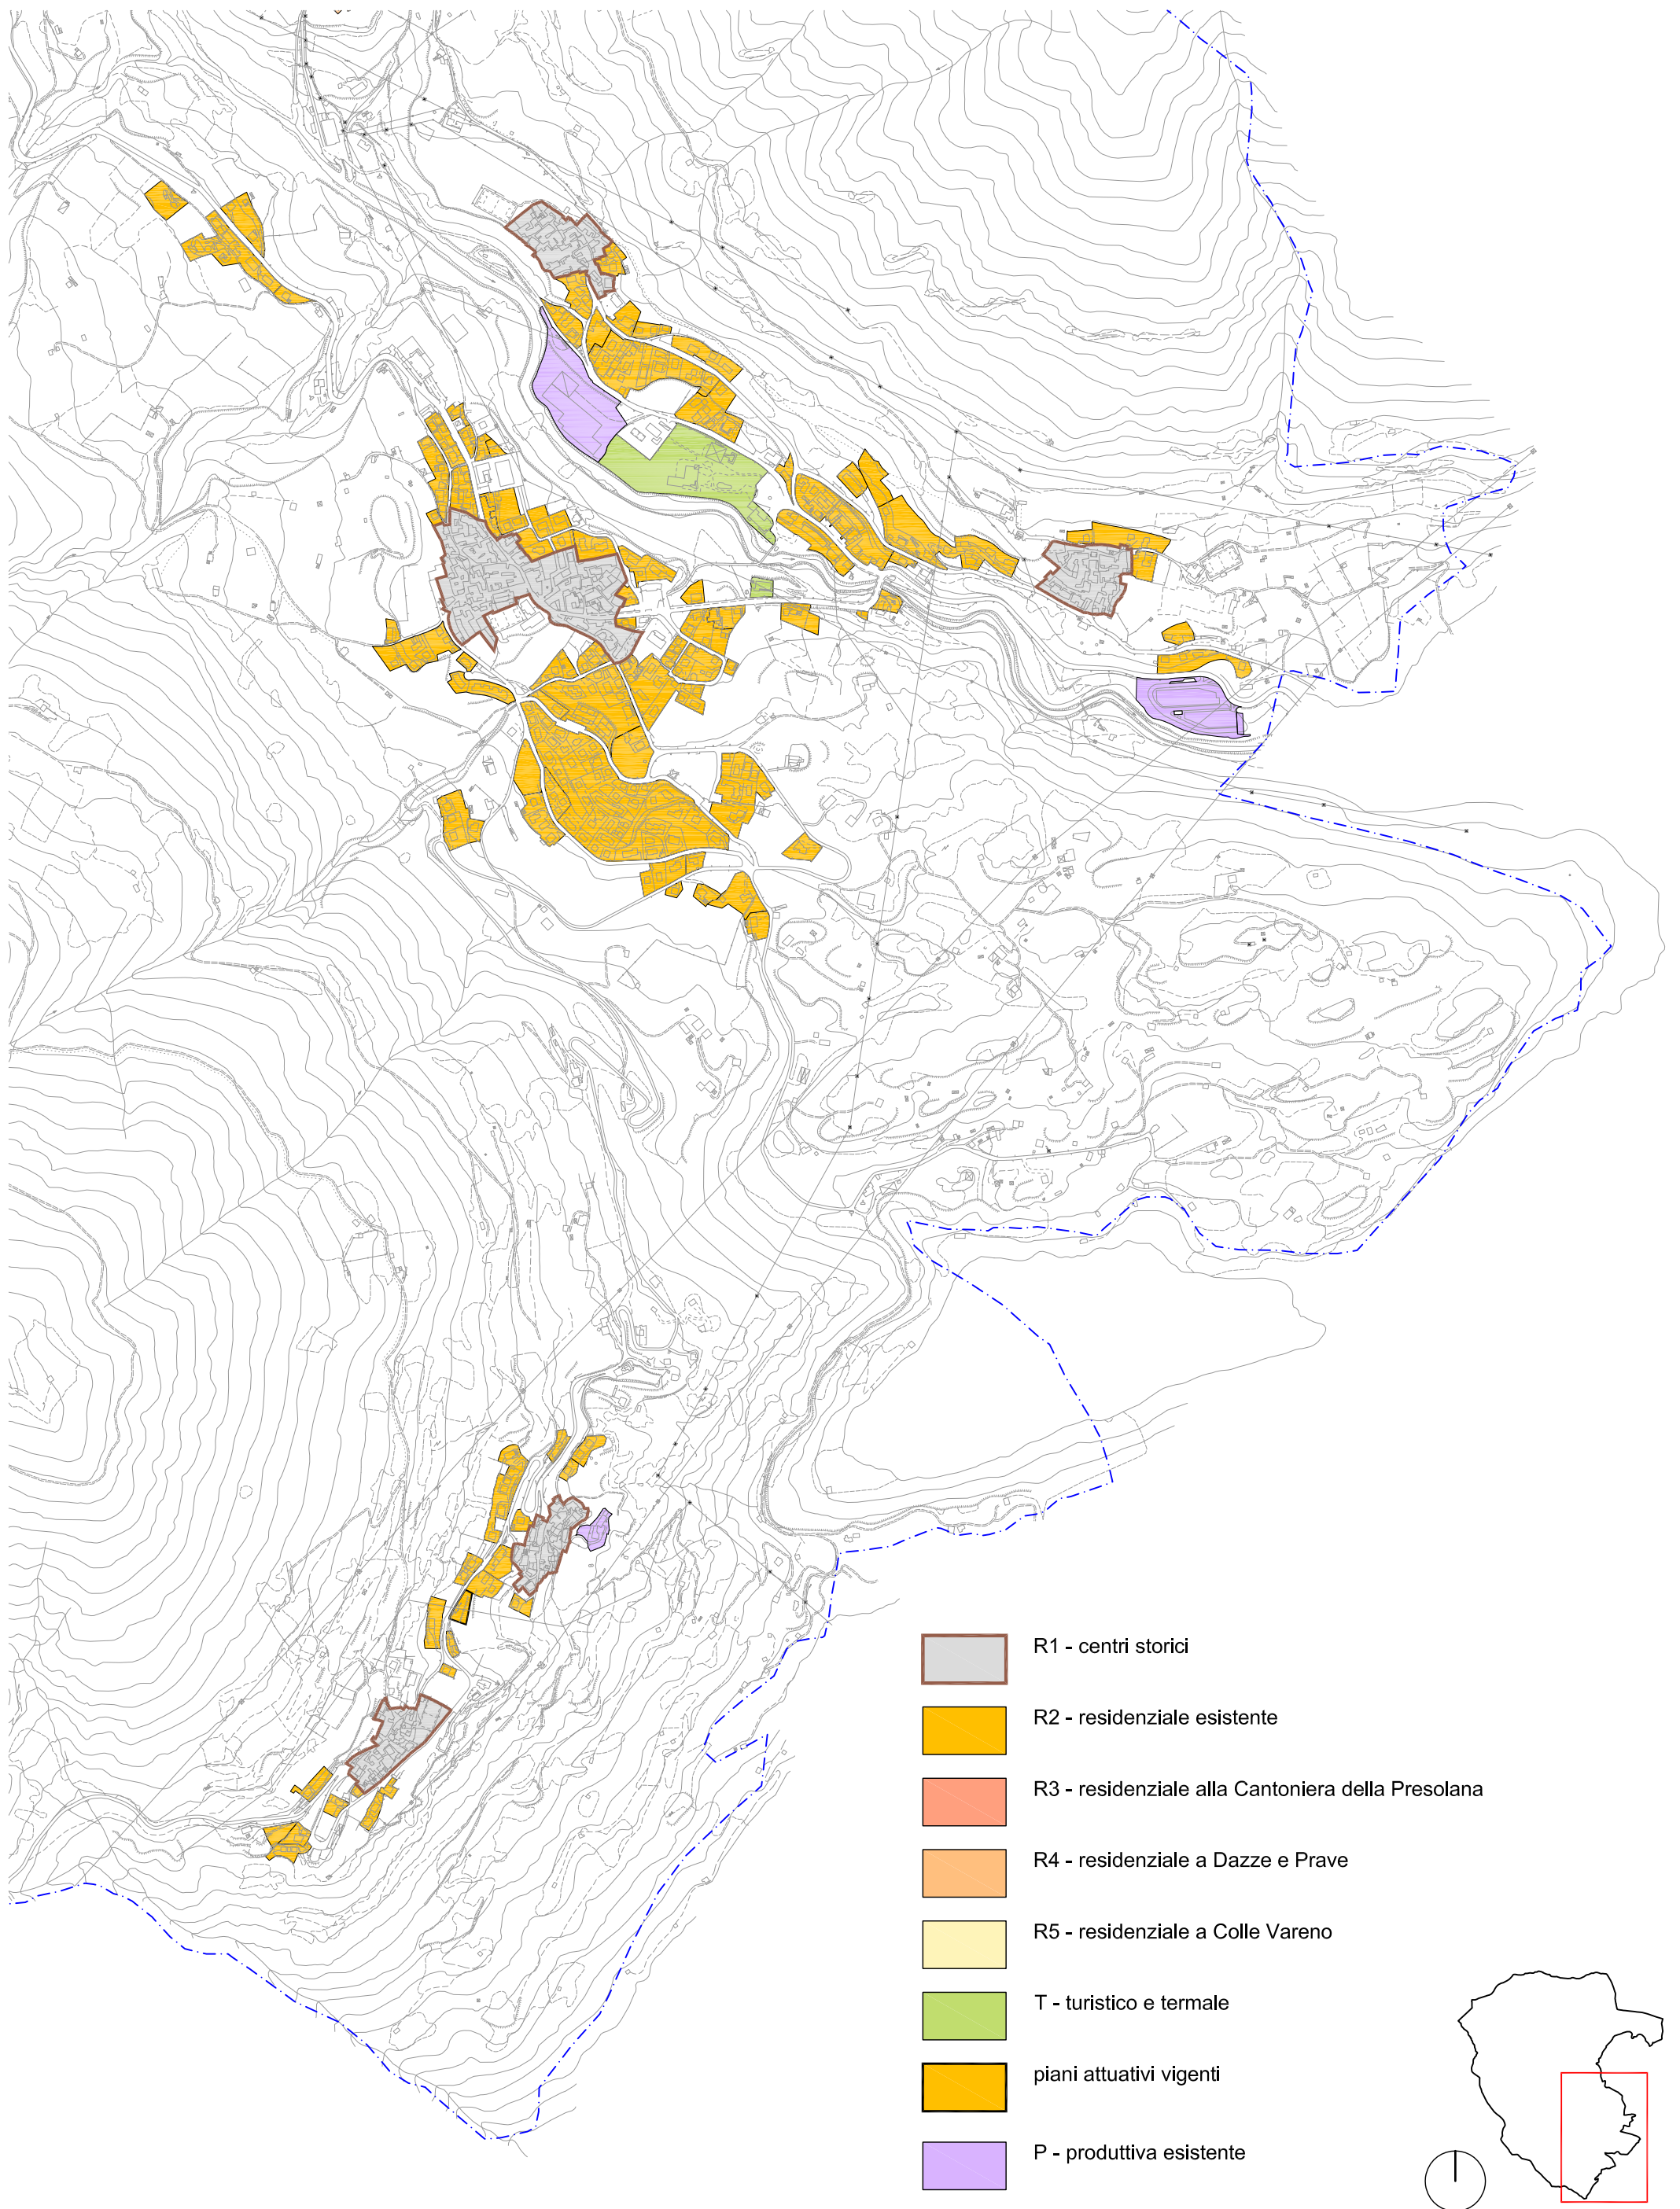 R1 - centri storici
R2 - residenziale esistente
R3 - residenziale alla Cantoniera della Presolana
R4 - residenziale a Dazze e Prave
R5 - residenziale a Colle Vareno
T - turistico e termale
piani attuativi vigenti
P - produttiva esistente